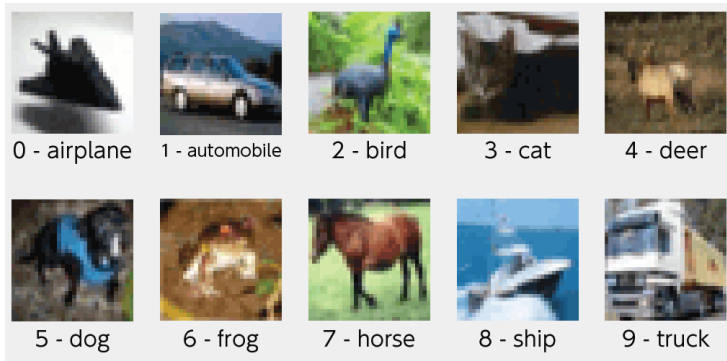 0 - airplane
1 - automobile
2 - bird
3 - cat
4 - deer
5 - dog
6 - frog
7 - horse
8 - ship
9 - truck